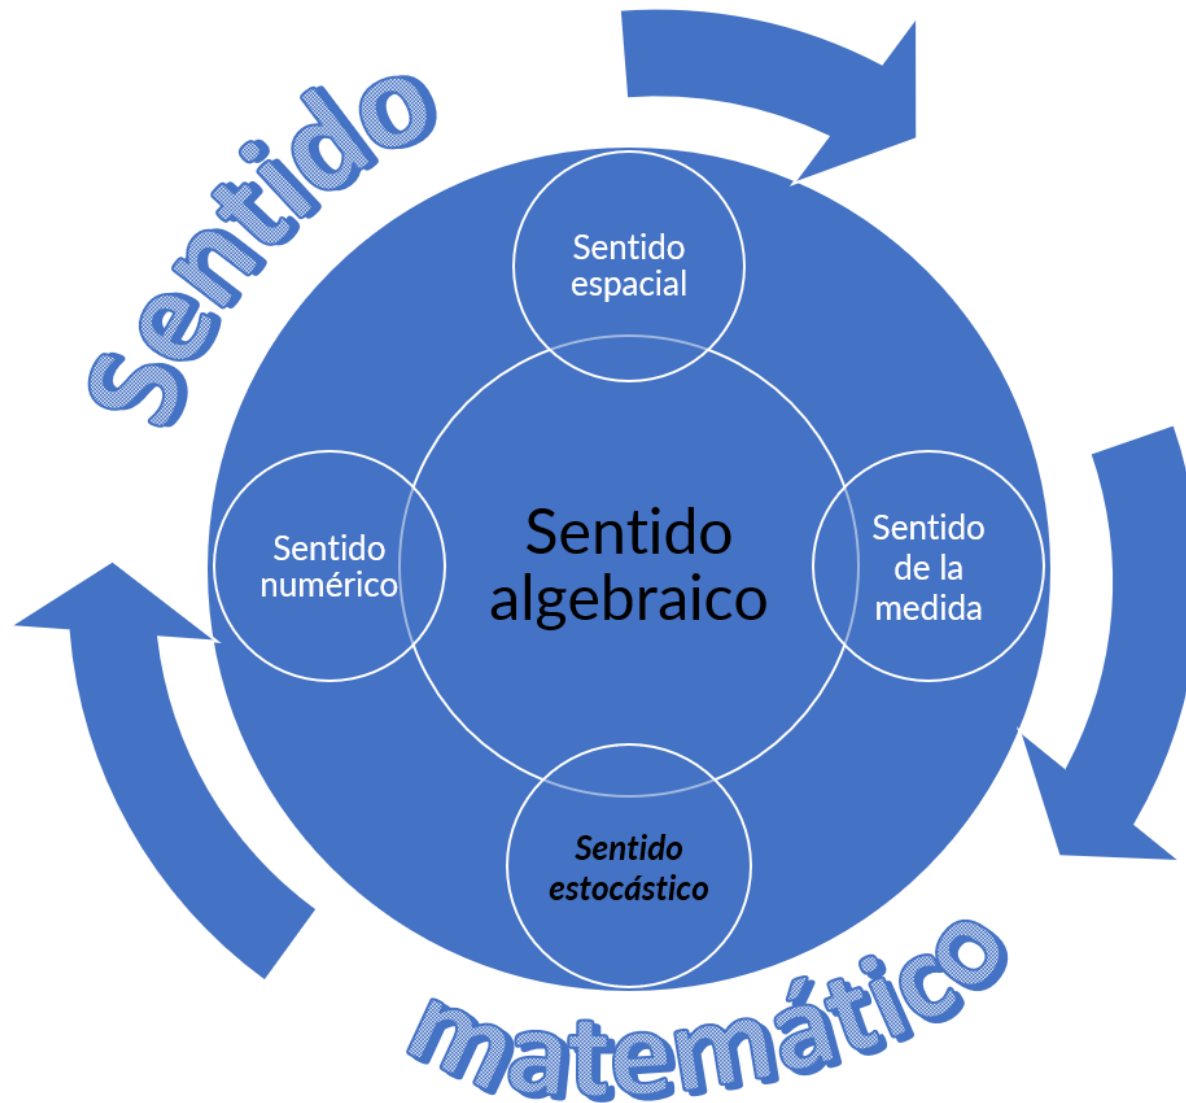 Sentido
Sentido
espacial
Sentido
numérico
Sentido
algebraico
Sentido
de la
medida
Sentido
estocástico
matemático